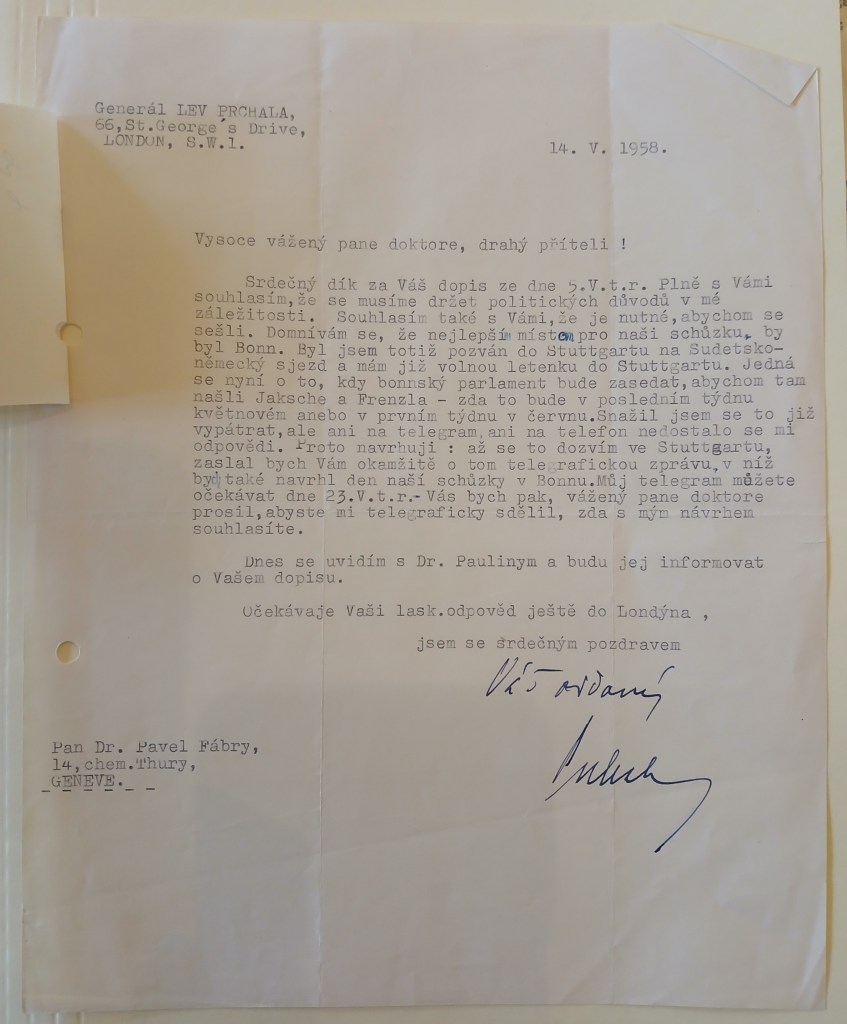 Generál LEV PRCHALA,
66,St.George´s Drive,
LONDON, S.W.1.
14. V. 1958.
Vysoce vážený pane doktore, drahý příteli !
Srdečný dík za Váš dopis ze dne 5.V.t.r. Plně s Vámi
souhlasím,že se musíme držet politických důvodů v mé
záležitosti. Souhlasím také s Vámi,že je nutné,abychom se
sešli. Domnívám se, že nejlepším místem pro naši schůzku, by
byl Bonn. Byl jsem totiž pozván do Stuttgartu na Sudetsko-
německý sjezd a mám již volnou letenku do Stuttgartu. Jedná
se nyní o to, kdy bonnský parlament bude zasedat,abychom tam
našli Jaksche a Frenzla - zda to bude v posledním týdnu
květnovém anebo v prvním týdnu v červnu.Snažil jsem se to již
vypátrat,ale ani na telegram,ani na telefon nedostalo se mi
odpovědi. Proto navrhuji : až se to dozvím ve Stuttgartu,
zaslal bych Vám okamžitě o tom telegrafickou zprávu,v níž
bych také navrhl den naší schůzky v Bonnu.Můj telegram můžete
očekávat dne 23.V.t.r.- Vás bych pak, vážený pane doktore
prosil,abyste mi telegraficky sdělil, zda s mým návrhem
souhlasíte.
Dnes se uvidím s Dr. Paulinym a budu jej informovat
o Vašem dopisu.
Očekávaje Vaši lask.odpověd ještě do Londýna ,
jsem se srdečným pozdravem
Váš oddaný
Prchala
Pan Dr. Pavel Fábry,
14,chem.Thury,
GENEVE.